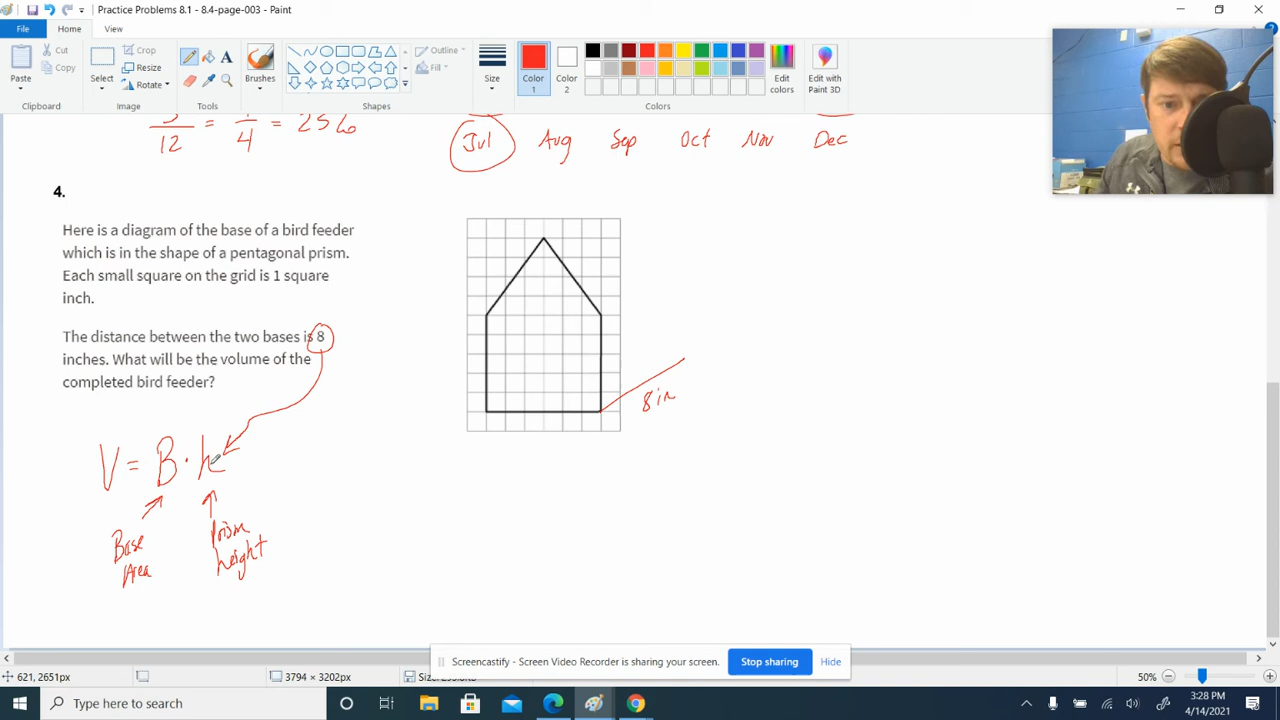 Practice Problems 8.1 - 8.4-page-003 - Paint
File Home View
Paste Cut Copy Clipboard
Select Crop Resize Rotate Image
Tools
Brushes
Shapes Outline Fill
Size
Color 1 Color 2 Edit colors Colors
Edit with Paint 3D
12 = 4 = 256
Jul Aug Sep Oct Nov Dec
4.
Here is a diagram of the base of a bird feeder
which is in the shape of a pentagonal prism.
Each small square on the grid is 1 square
inch.
The distance between the two bases is 8
inches. What will be the volume of the
completed bird feeder?
8in
V = B · h
Base Area
Prism height
Screencastify - Screen Video Recorder is sharing your screen. Stop sharing Hide
621, 2651px 3794 × 3202px 50%
Type here to search
3:28 PM
4/14/2021